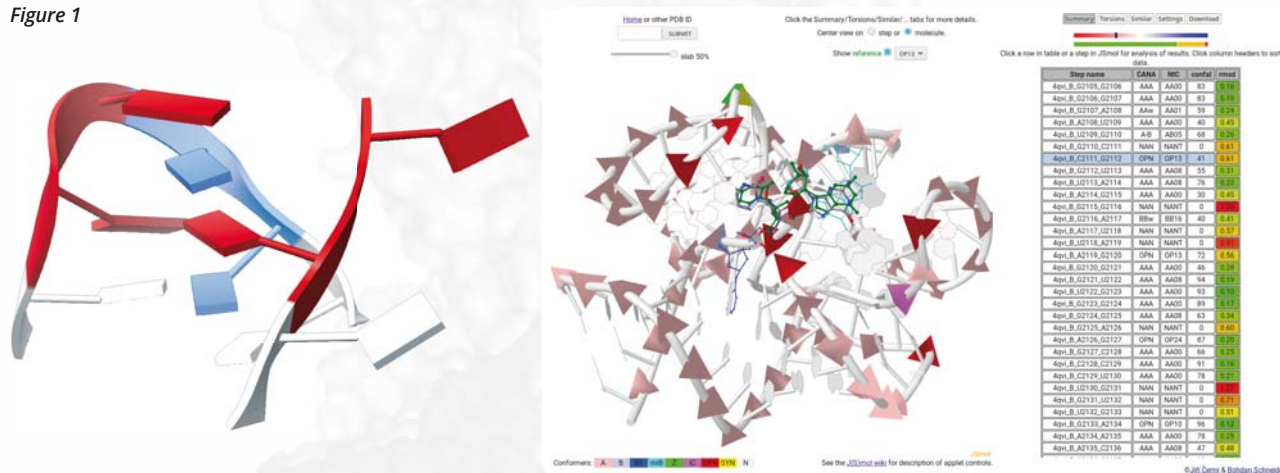 Figure 1
Home or other PDB ID
SUBMIT
slab 50%
Click the Summary/Torsions/Similar/... tabs for more details.
Center view on step or molecule.
Show reference OP13
Summary Torsions Similar Settings Download
Click a row in table or a step in JSmol for analysis of results. Click column headers to sort
data.
Step name CANA NtC confal rmsd
4qvi_B_G2105_G2106 AAA AA00 83 0.16
4qvi_B_G2106_G2107 AAA AA00 83 0.19
4qvi_B_G2107_A2108 AAw AA01 59 0.24
4qvi_B_A2108_U2109 AAA AA00 40 0.45
4qvi_B_U2109_G2110 A-B AB05 68 0.26
4qvi_B_G2110_C2111 NAN NANT 0 0.61
4qvi_B_C2111_G2112 OPN OP13 41 0.61
4qvi_B_G2112_U2113 AAA AA08 55 0.31
4qvi_B_U2113_A2114 AAA AA08 76 0.22
4qvi_B_A2114_G2115 AAA AA00 30 0.45
4qvi_B_G2115_G2116 NAN NANT 0
4qvi_B_G2116_A2117 BBw BB16 40 0.41
4qvi_B_A2117_U2118 NAN NANT 0 0.57
4qvi_B_U2118_A2119 NAN NANT 0
4qvi_B_A2119_G2120 OPN OP13 72 0.56
4qvi_B_G2120_G2121 AAA AA00 46 0.28
4qvi_B_G2121_U2122 AAA AA08 94 0.19
4qvi_B_U2122_G2123 AAA AA00 93 0.10
4qvi_B_G2123_G2124 AAA AA00 89 0.17
4qvi_B_G2124_G2125 AAA AA08 63 0.34
4qvi_B_G2125_A2126 NAN NANT 0 0.60
4qvi_B_A2126_G2127 OPN OP24 87 0.20
4qvi_B_G2127_C2128 AAA AA00 66 0.25
4qvi_B_C2128_C2129 AAA AA00 91 0.16
4qvi_B_C2129_U2130 AAA AA00 78 0.21
4qvi_B_U2130_G2131 NAN NANT 0
4qvi_B_G2131_U2132 NAN NANT 0 0.71
4qvi_B_U2132_G2133 NAN NANT 0 0.51
4qvi_B_G2133_A2134 OPN OP10 96 0.12
4qvi_B_A2134_A2135 AAA AA00 78 0.25
4qvi_B_A2135_C2136 AAA AA08 47 0.48
JSmol
Conformers: A B BII miB Z IC OPN SYN N
See the J(S)mol wiki for description of applet controls.
©Jiří Černý & Bohdan Schneider